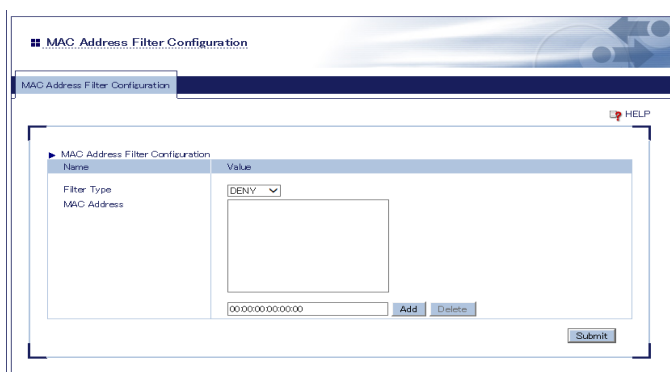 MAC Address Filter Configuration
MAC Address Filter Configuration
HELP
MAC Address Filter Configuration
Name Value
Filter Type DENY
MAC Address
00:00:00:00:00:00 Add Delete
Submit